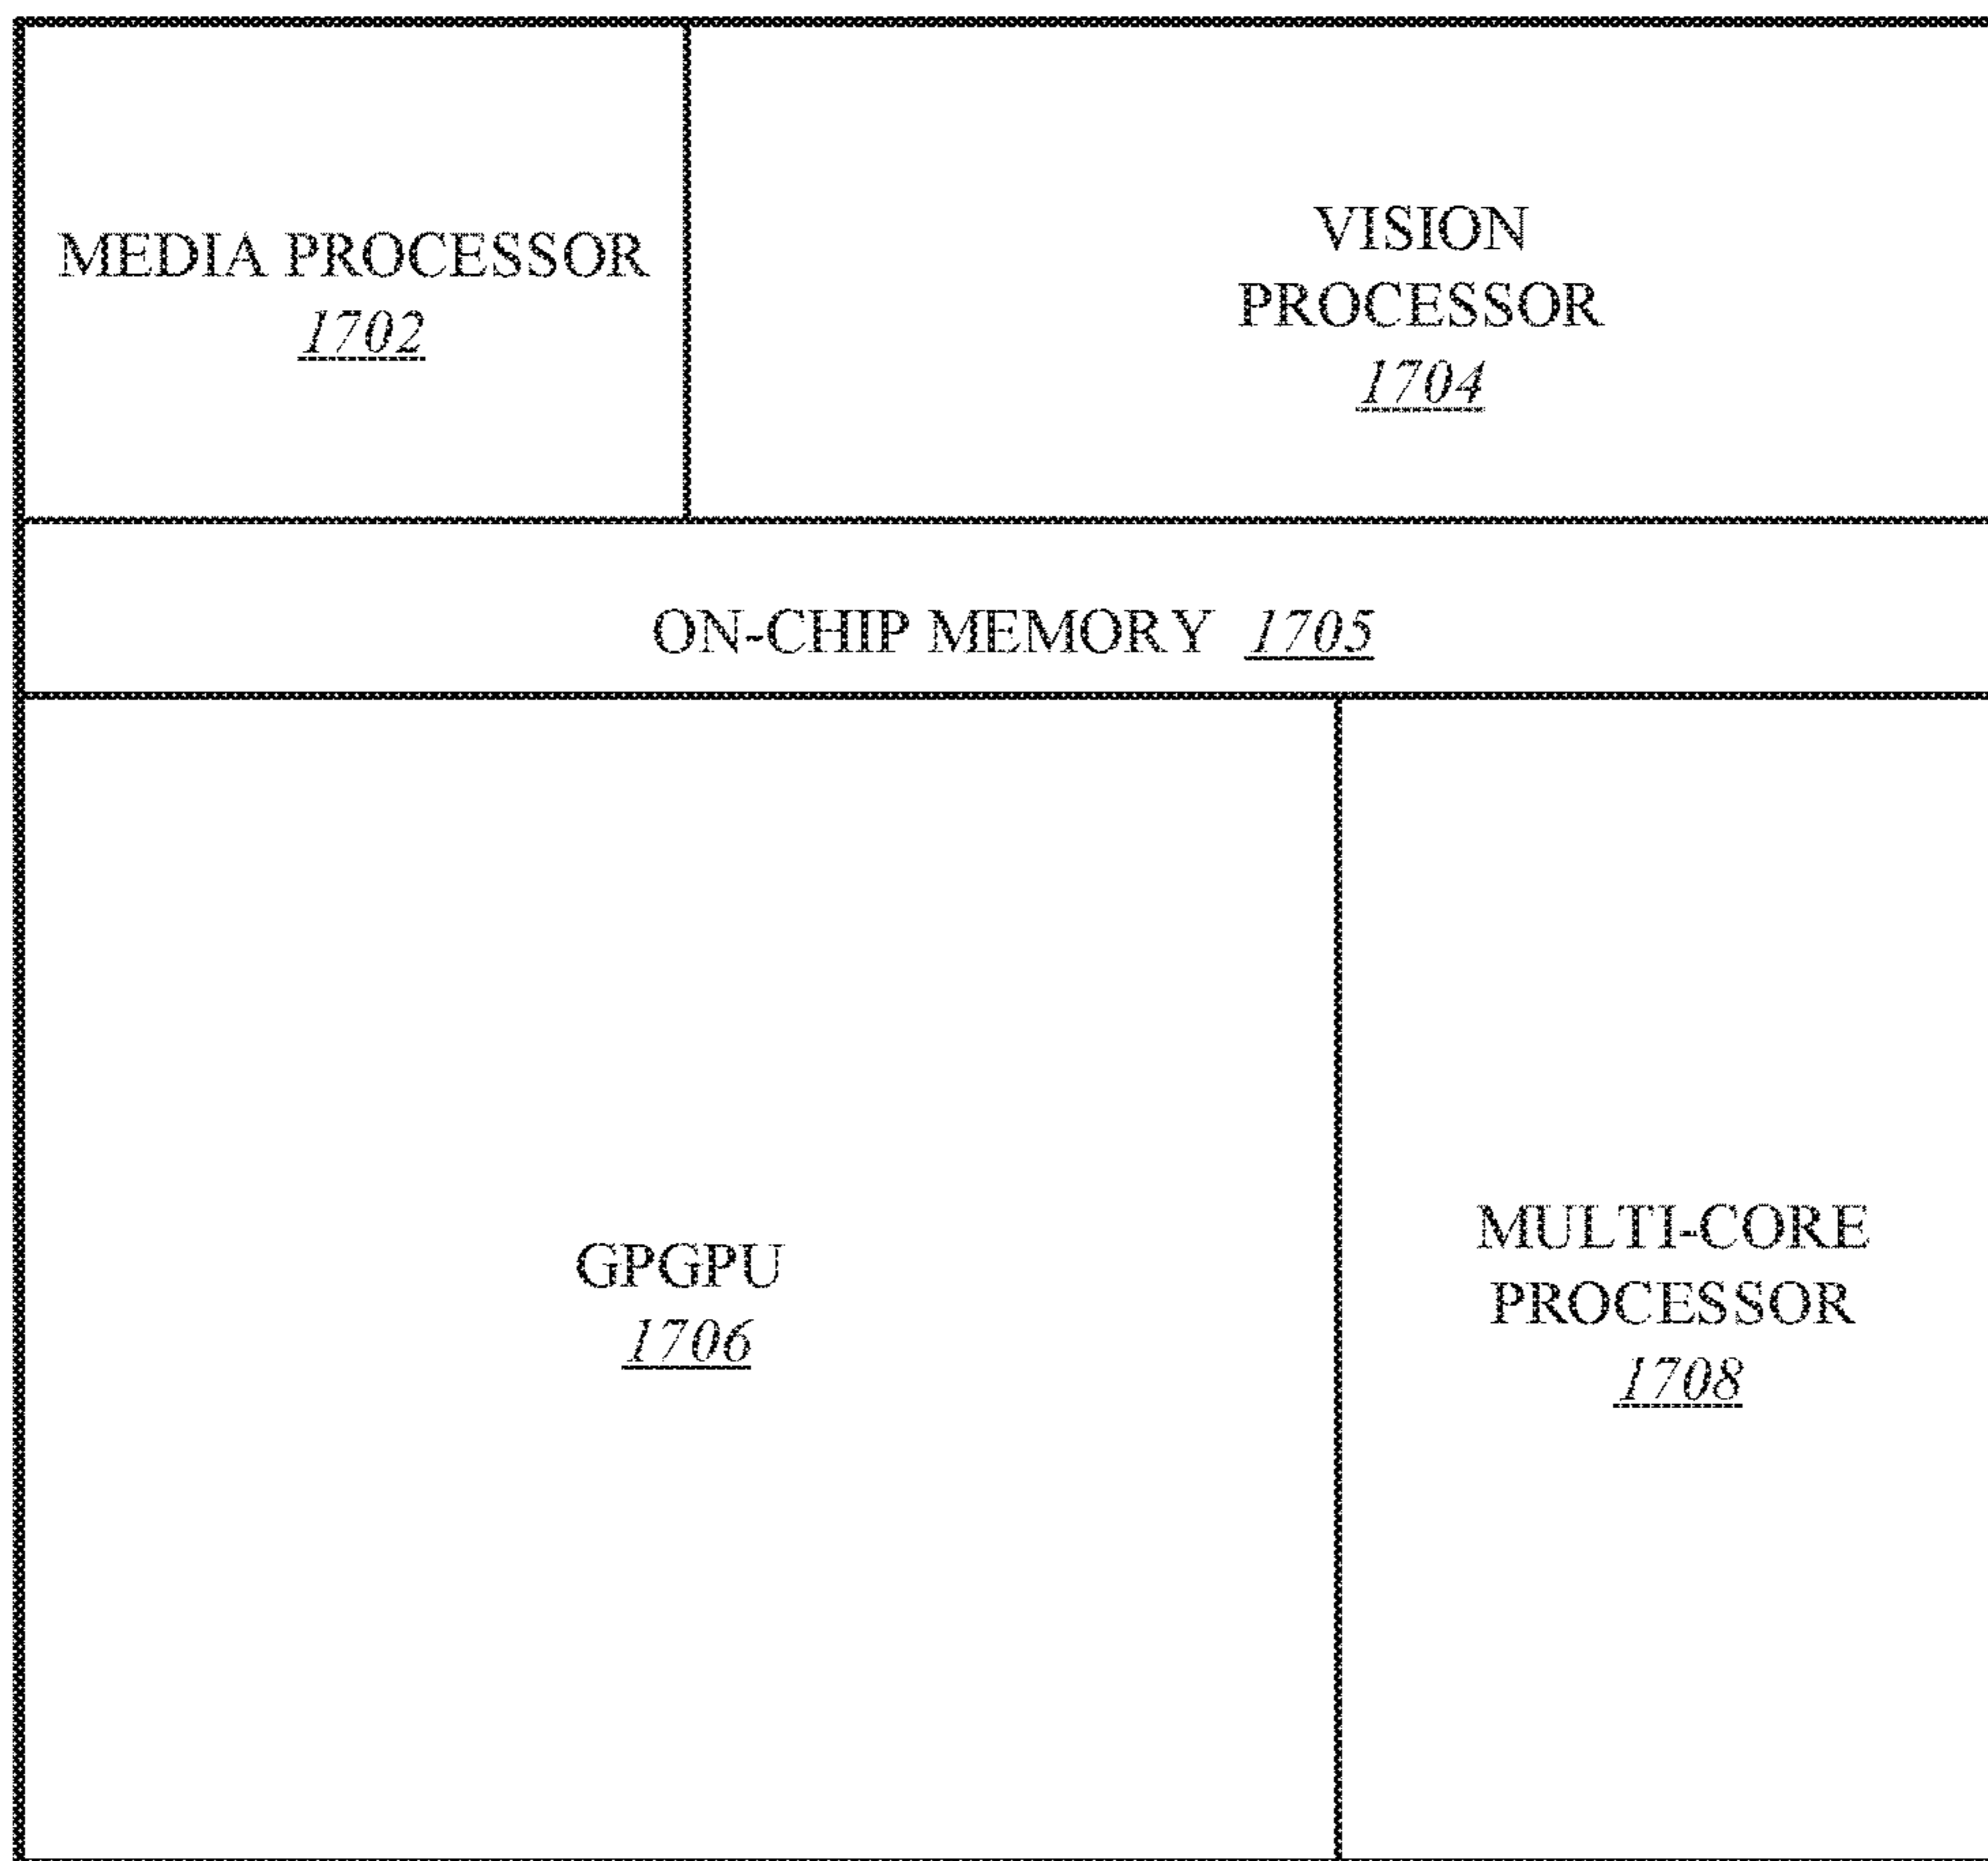 MEDIA PROCESSOR
1702
VISION
PROCESSOR
1704
ON-CHIP MEMORY 1705
GPGPU
1706
MULTI-CORE
PROCESSOR
1708